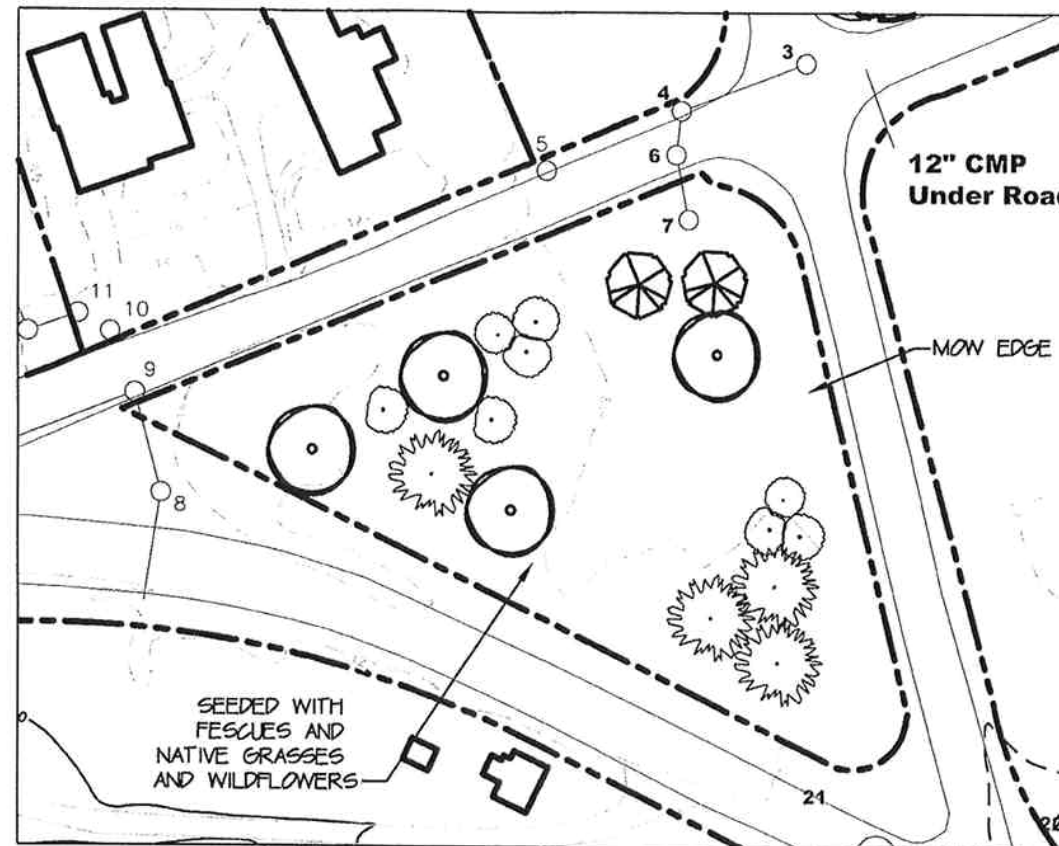 3
4
5
6
12" CMP
Under Road
7
11
10
MOW EDGE
9
8
SEEDED WITH
FESCUES AND
NATIVE GRASSES
AND WILDFLOWERS
21